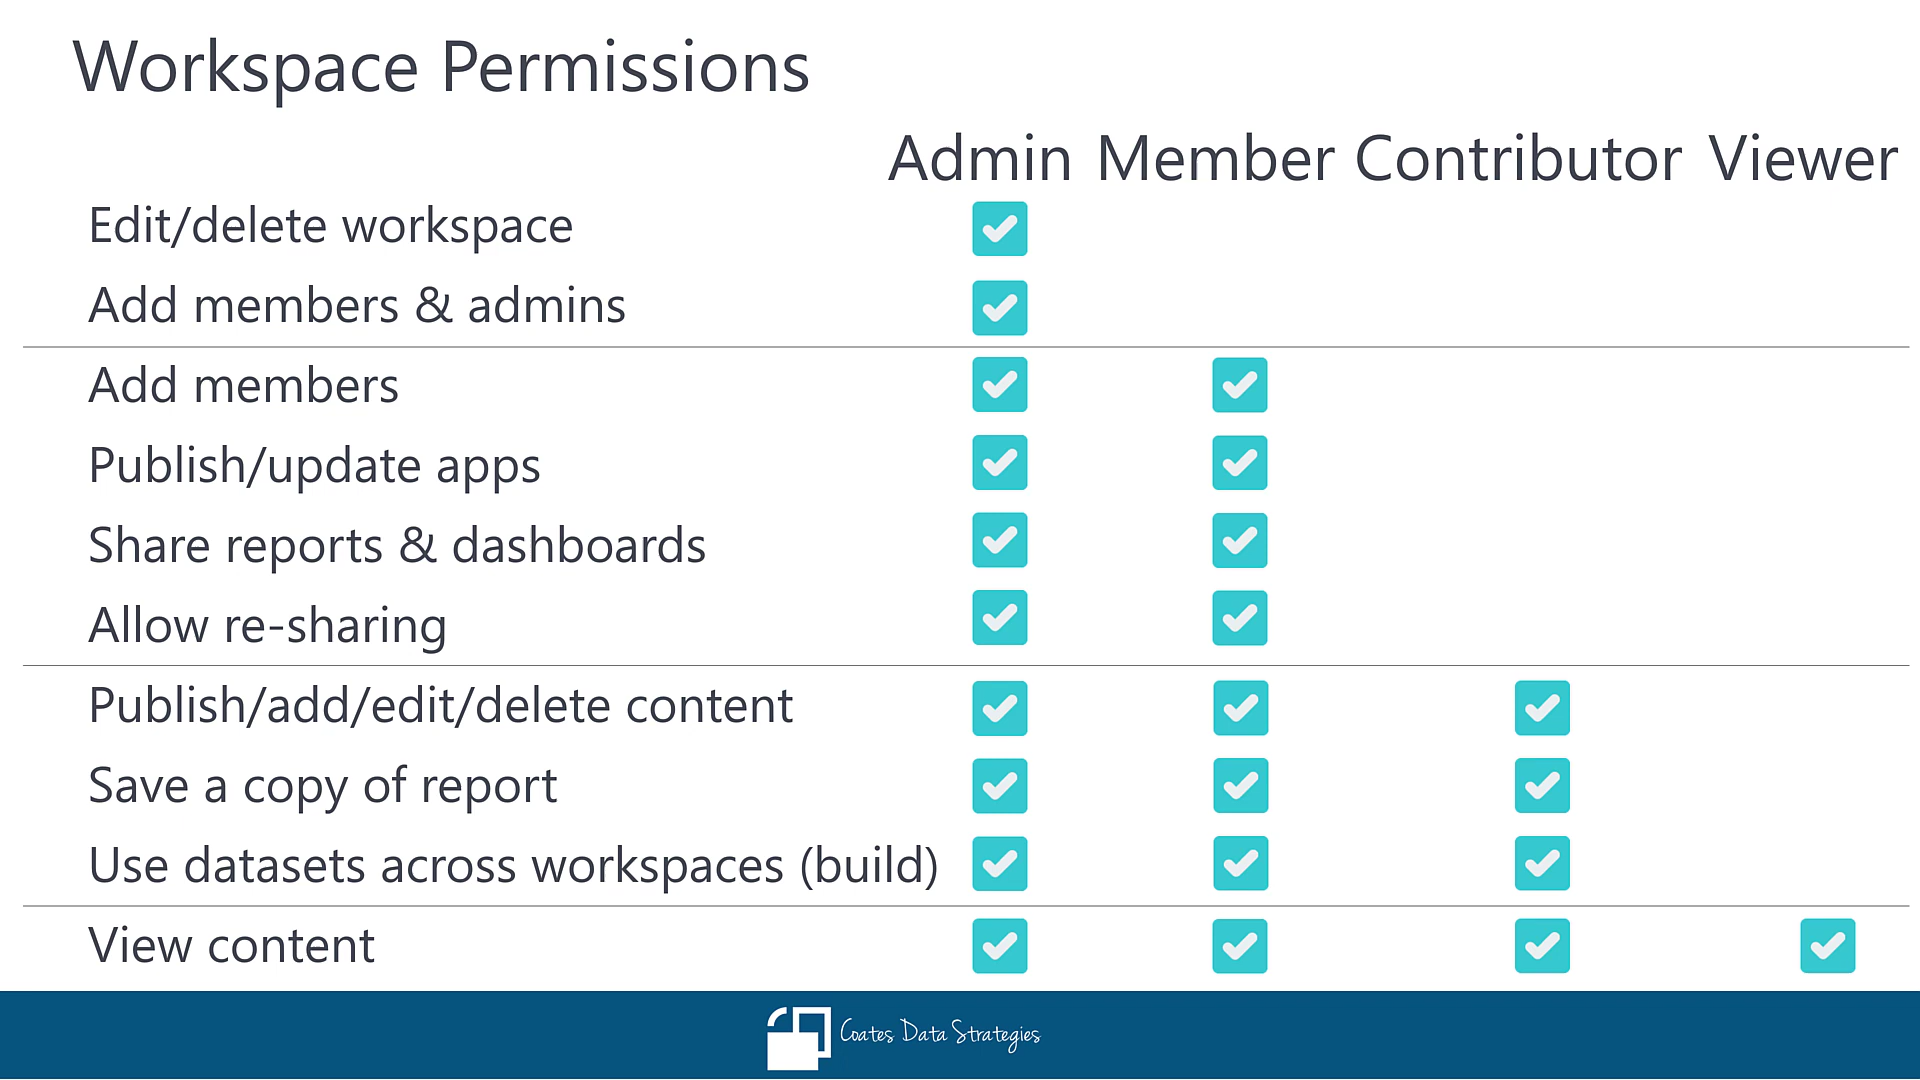 Workspace Permissions
Admin Member Contributor Viewer
Edit/delete workspace
Add members & admins
Add members
Publish/update apps
Share reports & dashboards
Allow re-sharing
Publish/add/edit/delete content
Save a copy of report
Use datasets across workspaces (build)
View content
Coates Data Strategies